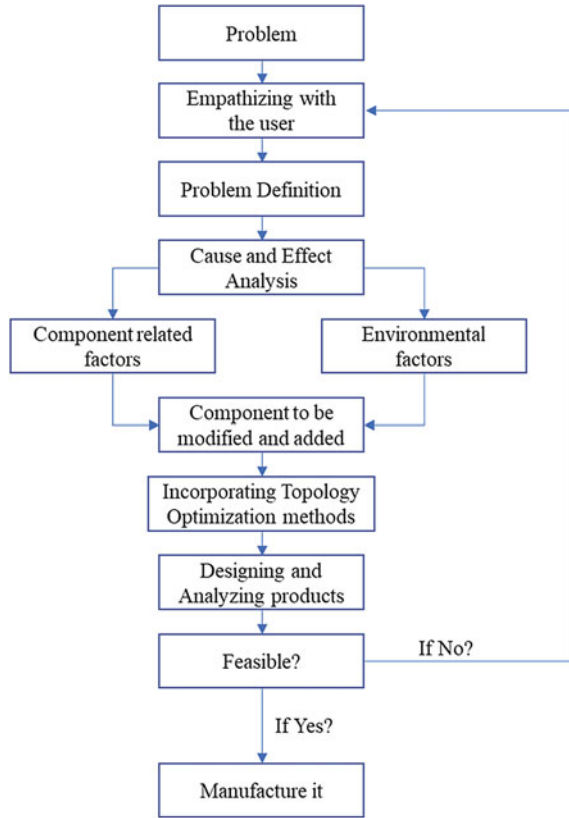 Problem
Empathizing with
the user
Problem Definition
Cause and Effect
Analysis
Component related
factors
Environmental
factors
Component to be
modified and added
Incorporating Topology
Optimization methods
Designing and
Analyzing products
Feasible?
If No?
If Yes?
Manufacture it